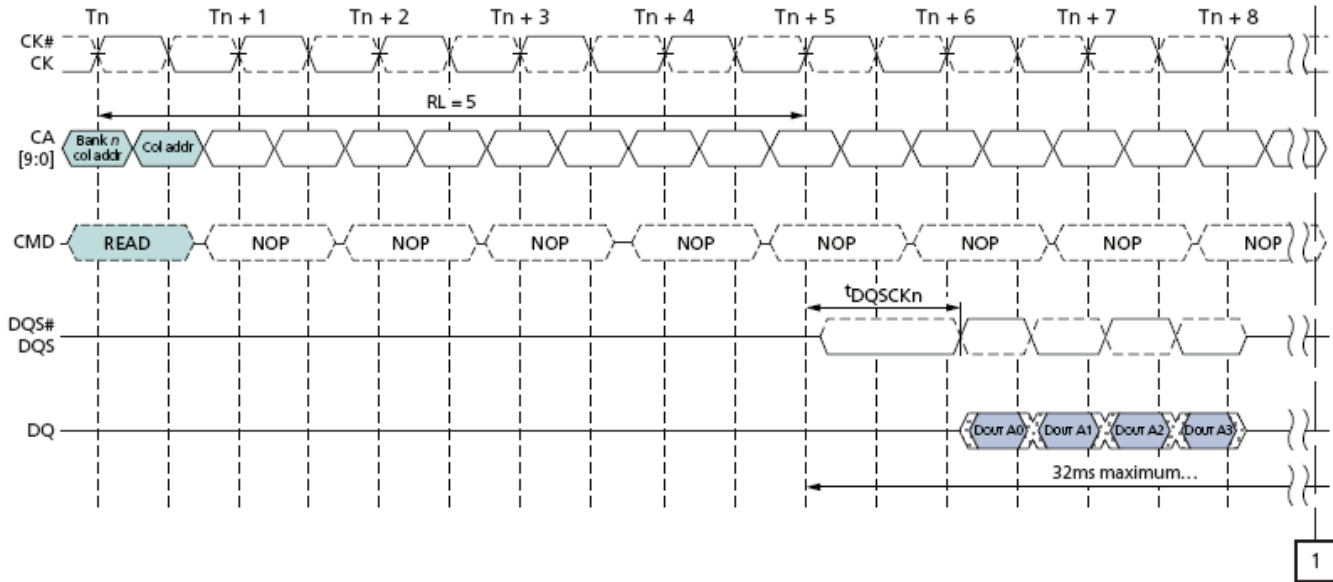 Tn Tn + 1 Tn + 2 Tn + 3 Tn + 4 Tn + 5 Tn + 6 Tn + 7 Tn + 8
CK#
CK
RL = 5
CA
[9:0]
Bank n
col addr
Col addr
CMD READ NOP NOP NOP NOP NOP NOP NOP NOP
tDQSCKn
DQS#
DQS
DQ DOUT A0 DOUT A1 DOUT A2 DOUT A3
32ms maximum…
1